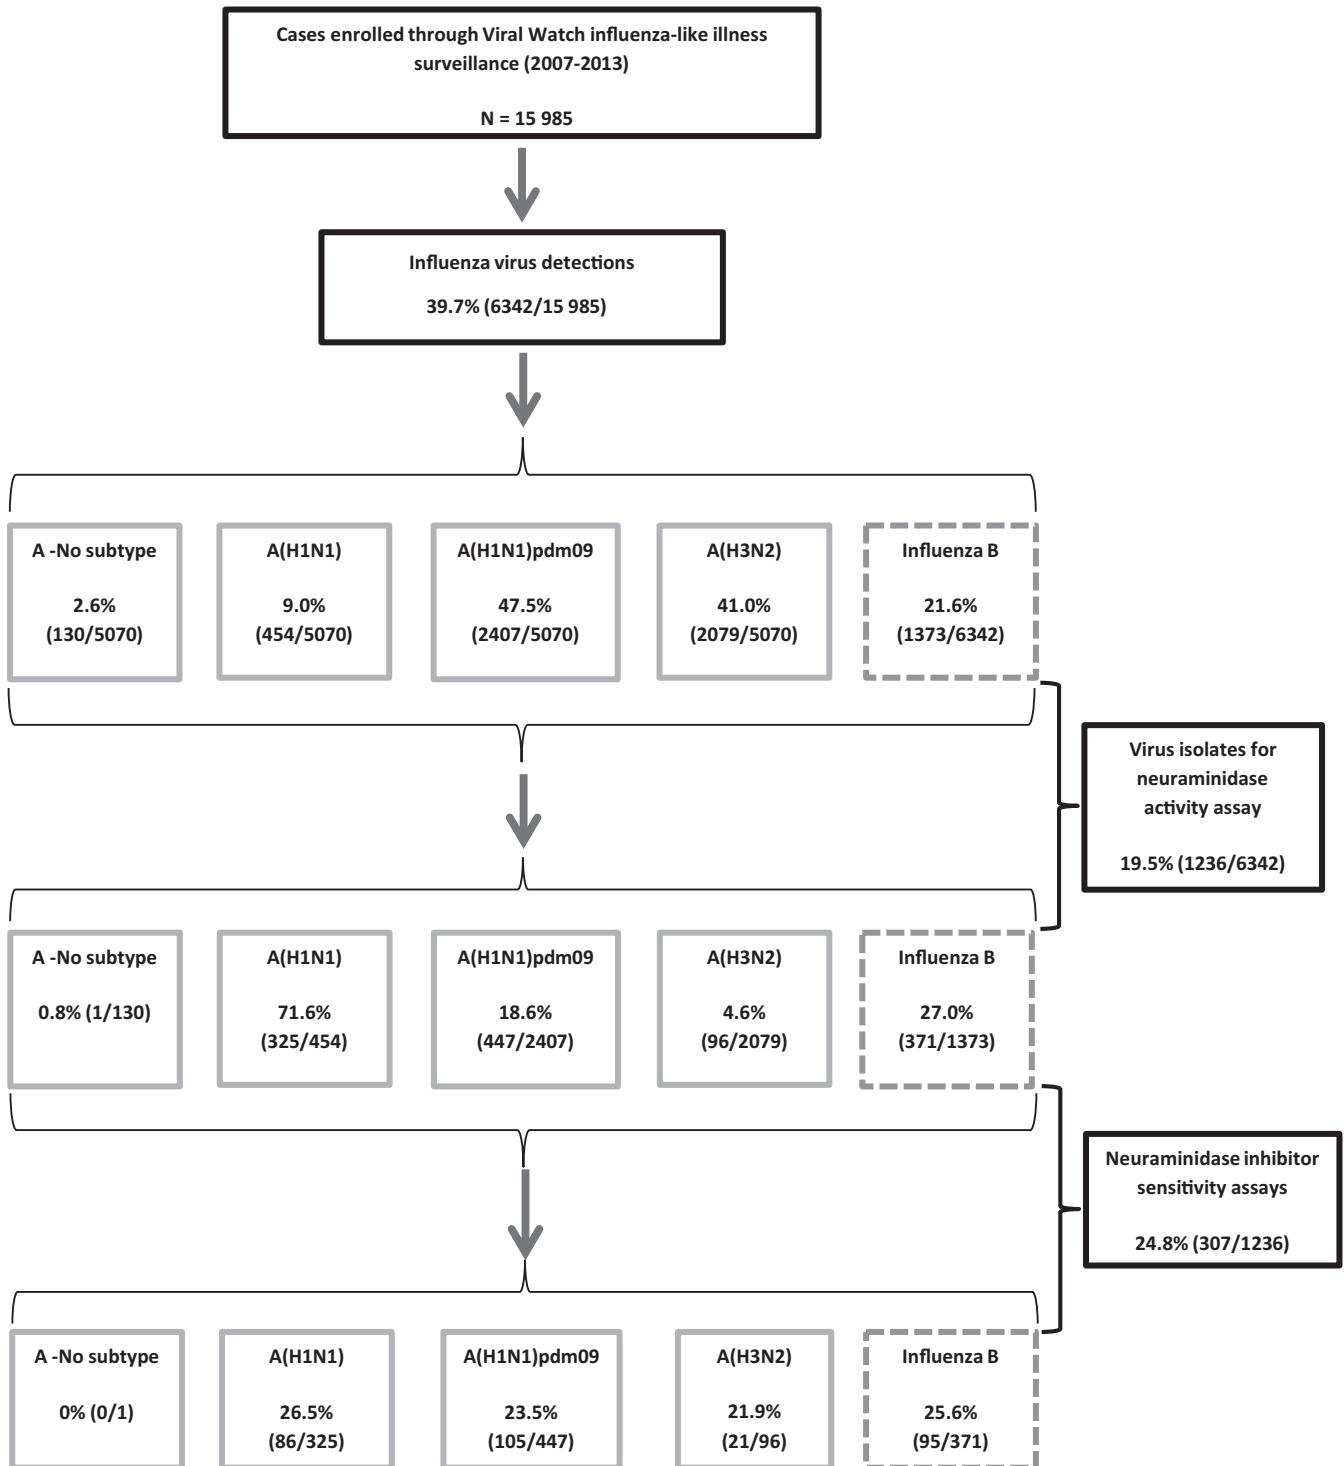 Cases enrolled through Viral Watch influenza-like illness
surveillance (2007-2013)
N = 15 985
Influenza virus detections
39.7% (6342/15 985)
A -No subtype
2.6%
(130/5070)
A(H1N1)
9.0%
(454/5070)
A(H1N1)pdm09
47.5%
(2407/5070)
A(H3N2)
41.0%
(2079/5070)
Influenza B
21.6%
(1373/6342)
Virus isolates for
neuraminidase
activity assay
19.5% (1236/6342)
A -No subtype
0.8% (1/130)
A(H1N1)
71.6%
(325/454)
A(H1N1)pdm09
18.6%
(447/2407)
A(H3N2)
4.6%
(96/2079)
Influenza B
27.0%
(371/1373)
Neuraminidase inhibitor
sensitivity assays
24.8% (307/1236)
A -No subtype
0% (0/1)
A(H1N1)
26.5%
(86/325)
A(H1N1)pdm09
23.5%
(105/447)
A(H3N2)
21.9%
(21/96)
Influenza B
25.6%
(95/371)